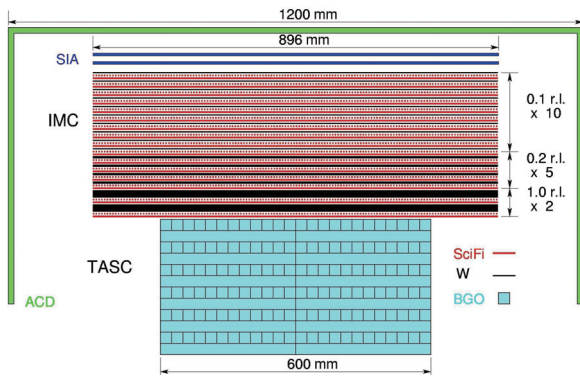 1200 mm
896 mm
SIA
IMC
0.1 r.l.
x 10
0.2 r.l.
x 5
1.0 r.l.
x 2
TASC
SciFi
W
BGO
ACD
600 mm